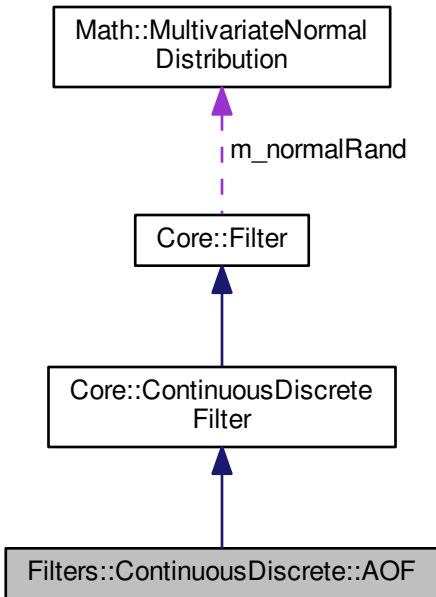 Math::MultivariateNormal
Distribution
m_normalRand
Core::Filter
Core::ContinuousDiscrete
Filter
Filters::ContinuousDiscrete::AOF